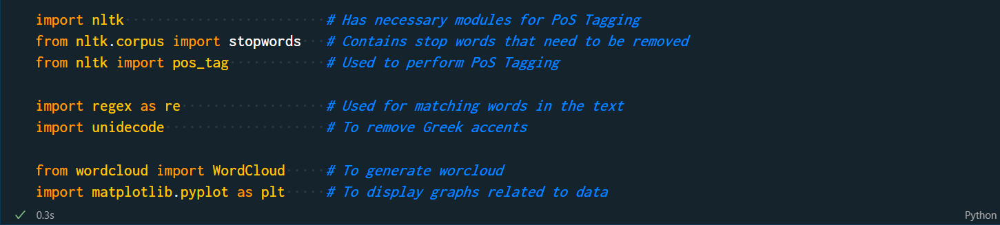 import nltk # Has necessary modules for PoS Tagging
from nltk.corpus import stopwords # Contains stop words that need to be removed
from nltk import pos_tag # Used to perform PoS Tagging
import regex as re # Used for matching words in the text
import unidecode # To remove Greek accents
from wordcloud import WordCloud # To generate worcloud
import matplotlib.pyplot as plt # To display graphs related to data
0.3s Python